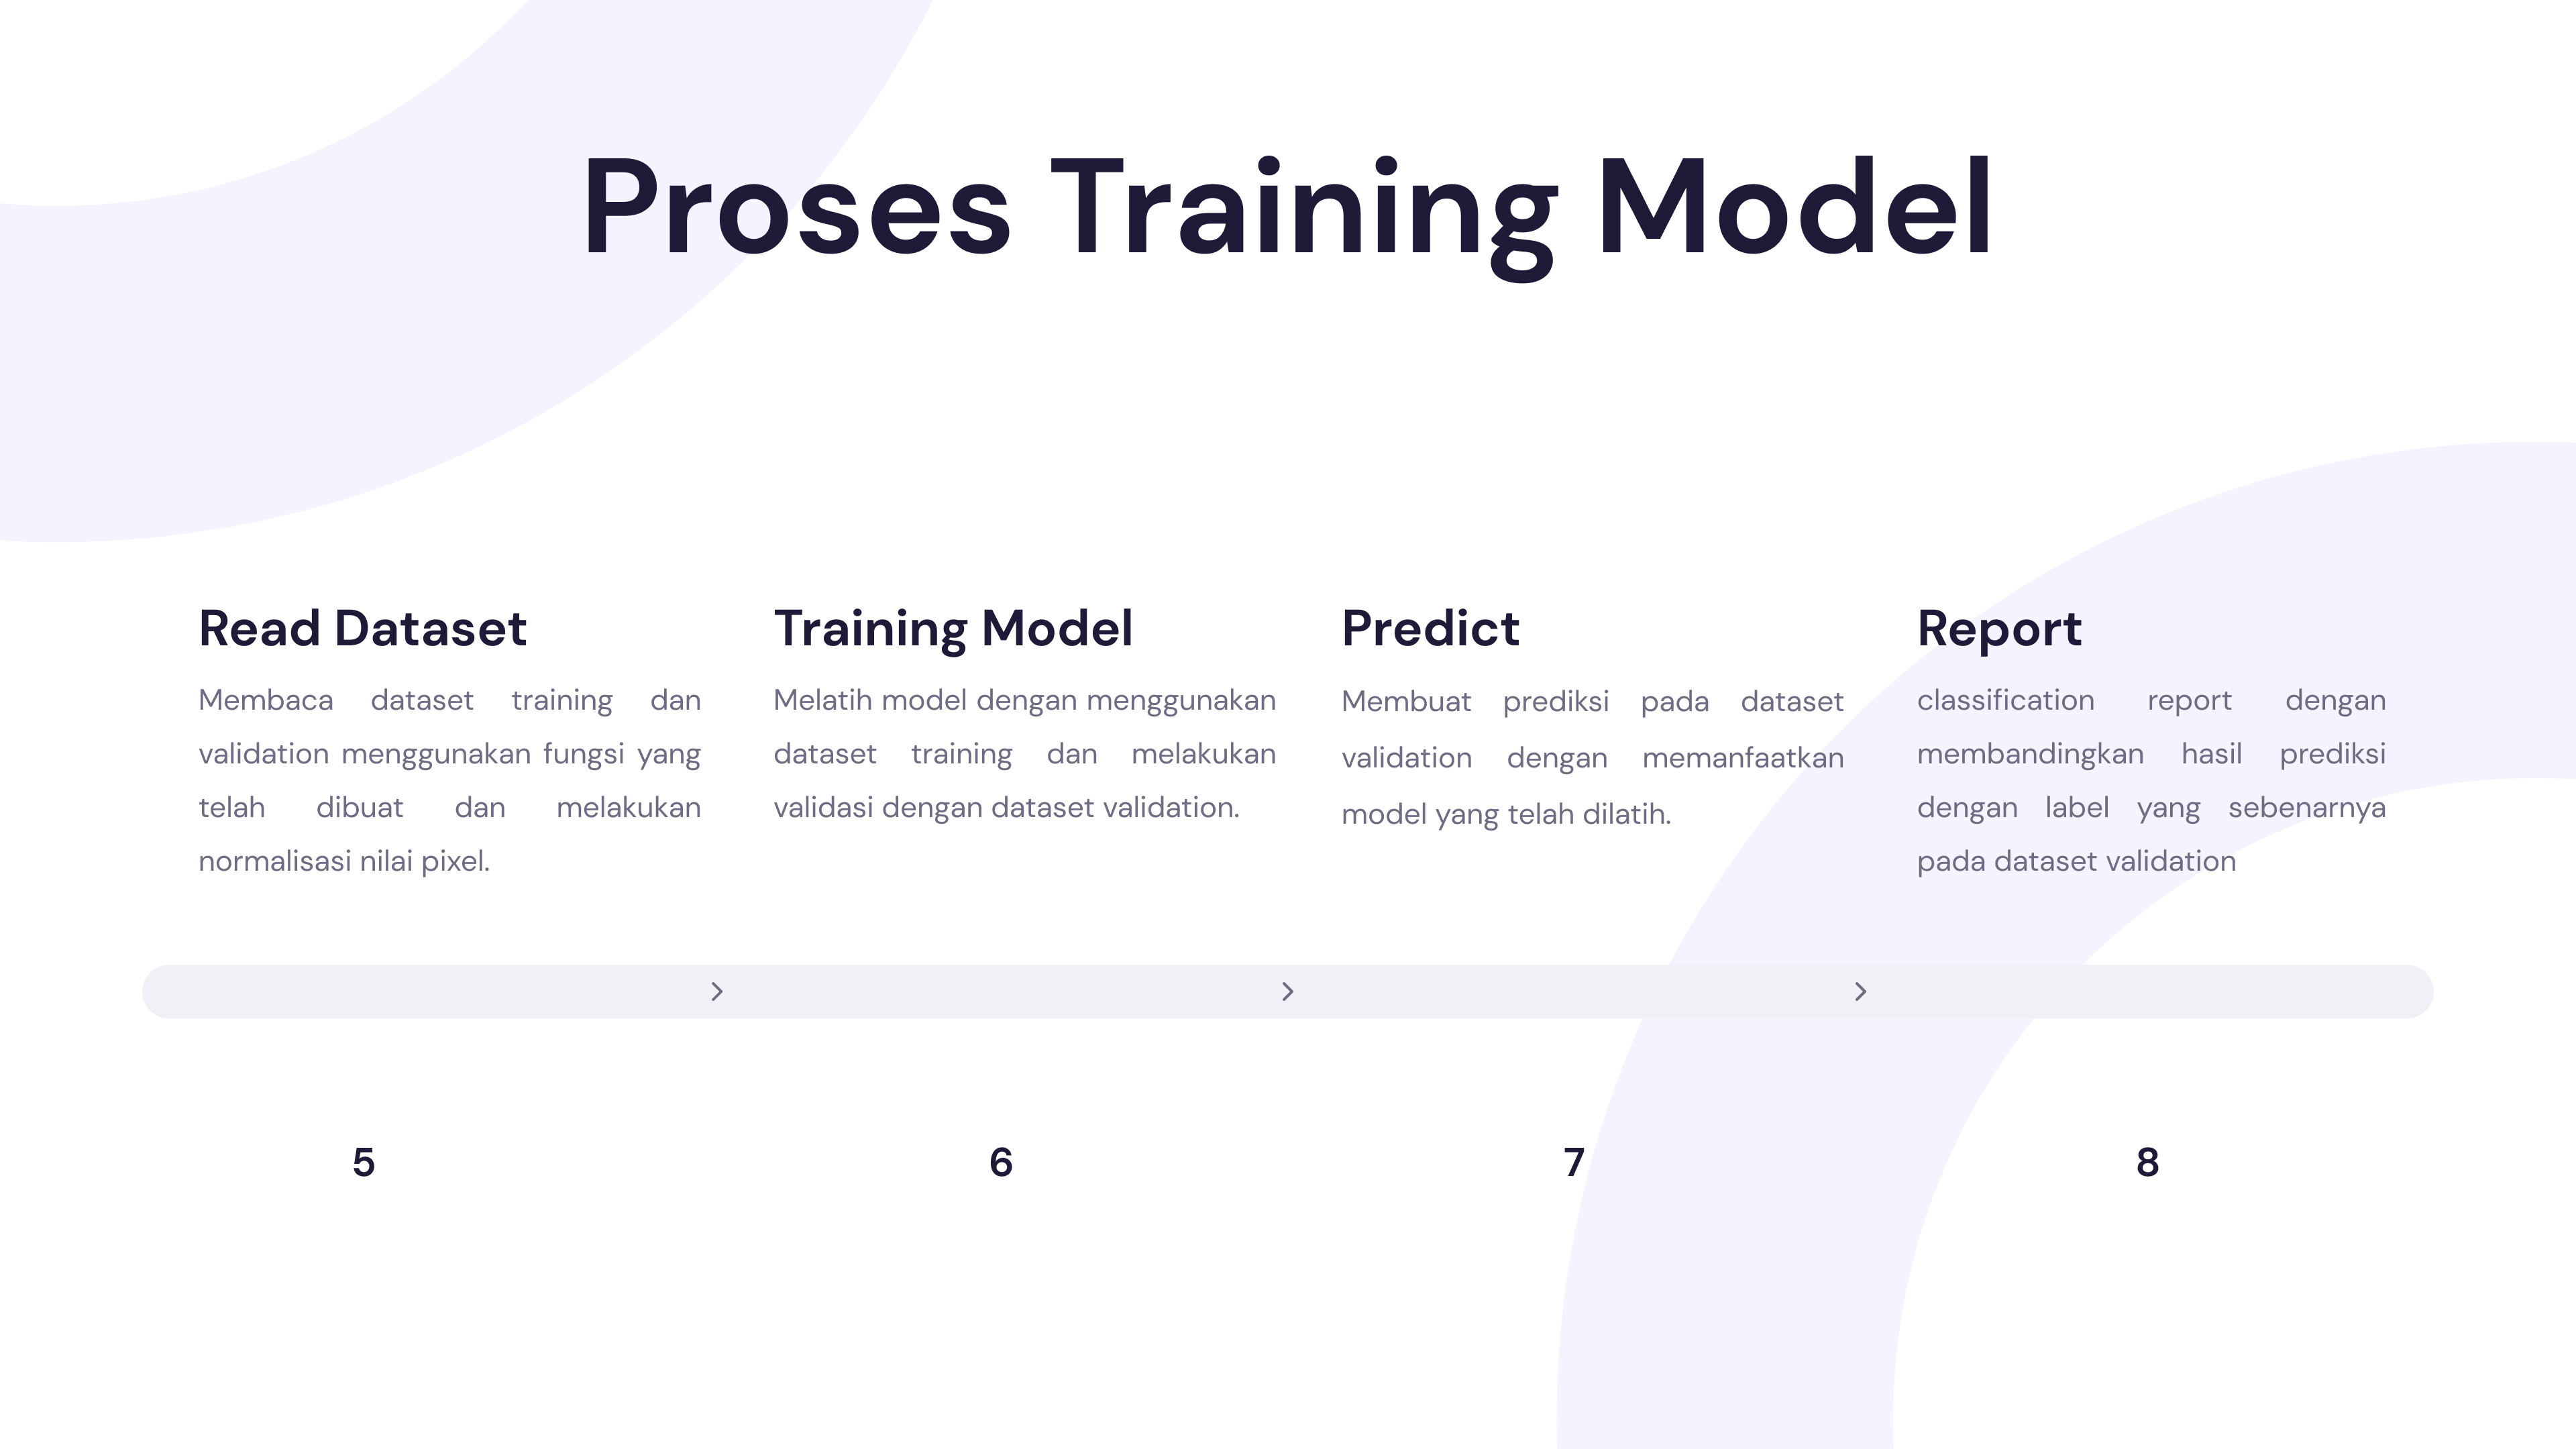 Proses Training Model
Read Dataset
Membaca dataset training dan
validation menggunakan fungsi yang
telah dibuat dan melakukan
normalisasi nilai pixel.
Training Model
Melatih model dengan menggunakan
dataset training dan melakukan
validasi dengan dataset validation.
Predict
Membuat prediksi pada dataset
validation dengan memanfaatkan
model yang telah dilatih.
Report
classification report dengan
membandingkan hasil prediksi
dengan label yang sebenarnya
pada dataset validation
5
6
7
8